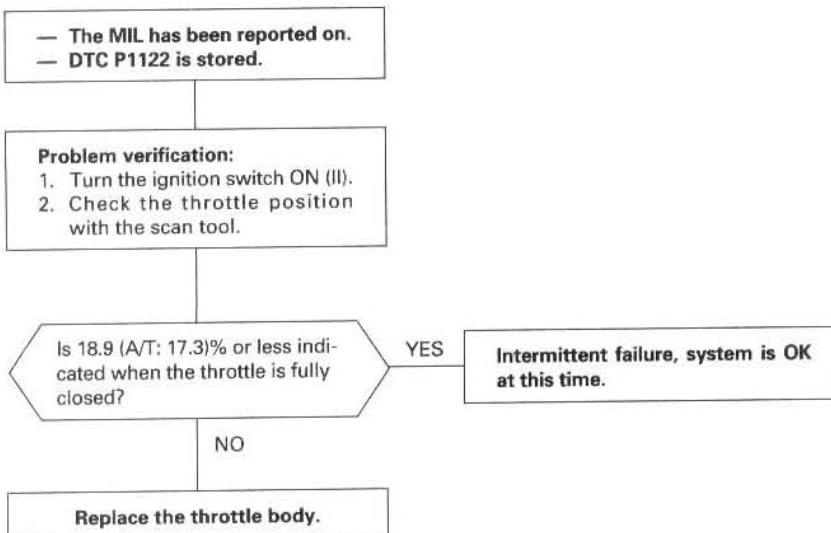 — The MIL has been reported on.
— DTC P1122 is stored.
Problem verification:
1. Turn the ignition switch ON (II).
2. Check the throttle position
with the scan tool.
Is 18.9 (A/T: 17.3)% or less indi-
cated when the throttle is fully
closed?
YES
Intermittent failure, system is OK
at this time.
NO
Replace the throttle body.